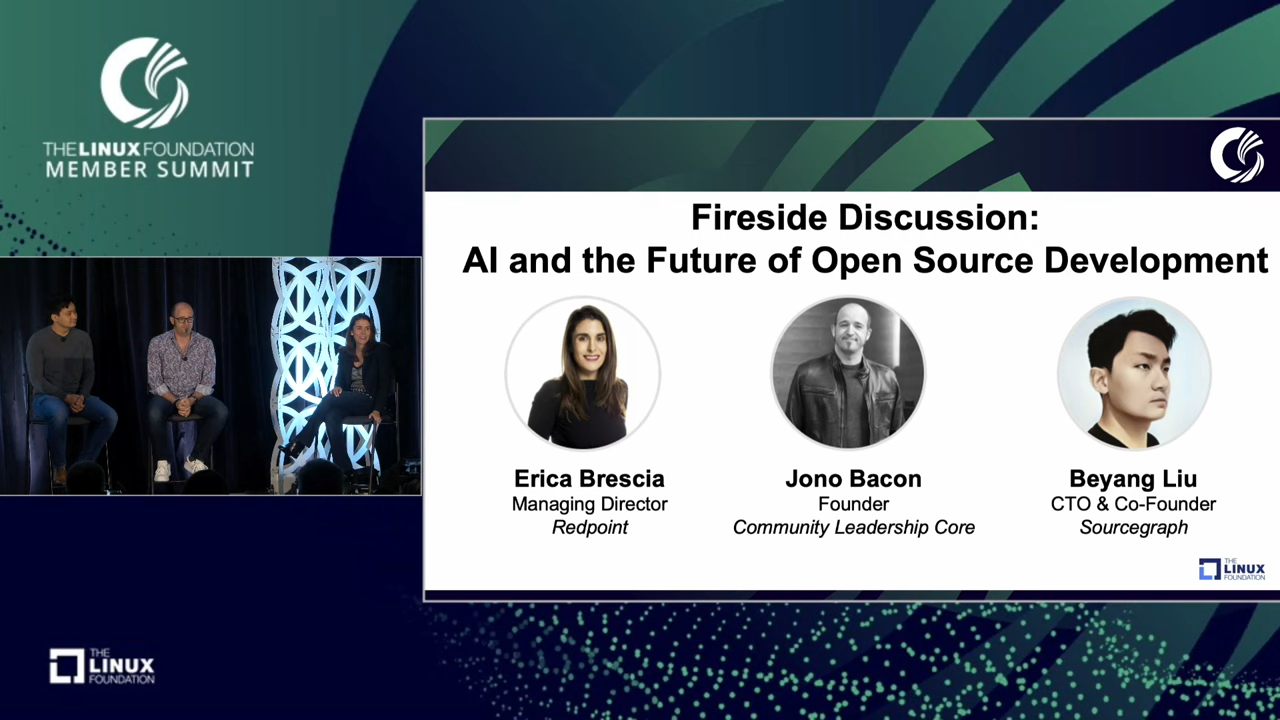 THE LINUX FOUNDATION
MEMBER SUMMIT
Fireside Discussion:
AI and the Future of Open Source Development
Erica Brescia
Managing Director
Redpoint
Jono Bacon
Founder
Community Leadership Core
Beyang Liu
CTO & Co-Founder
Sourcegraph
THE
LINUX
FOUNDATION
THE
LINUX
FOUNDATION